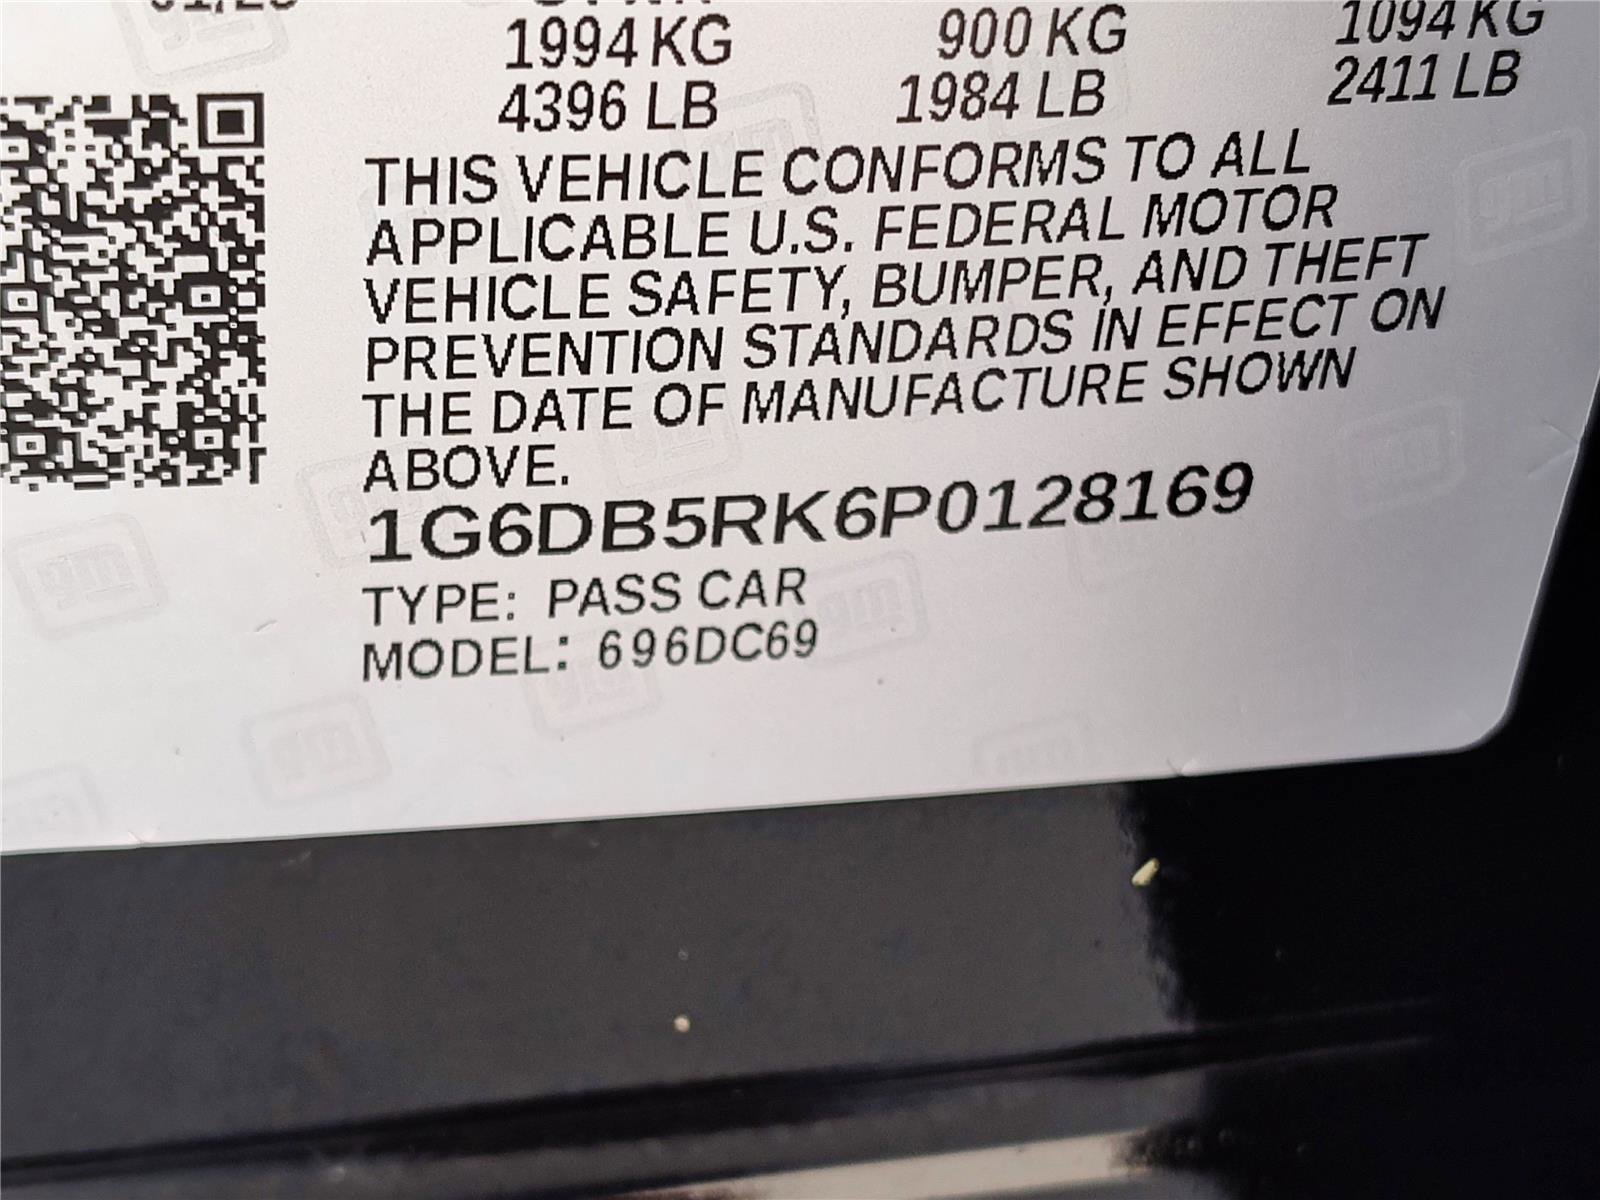 1994 KG 900 KG 1094 KG
4396 LB 1984 LB 2411 LB
THIS VEHICLE CONFORMS TO ALL
APPLICABLE U.S. FEDERAL MOTOR
VEHICLE SAFETY, BUMPER, AND THEFT
PREVENTION STANDARDS IN EFFECT ON
THE DATE OF MANUFACTURE SHOWN
ABOVE.
1G6DB5RK6P0128169
TYPE: PASS CAR
MODEL: 696DC69